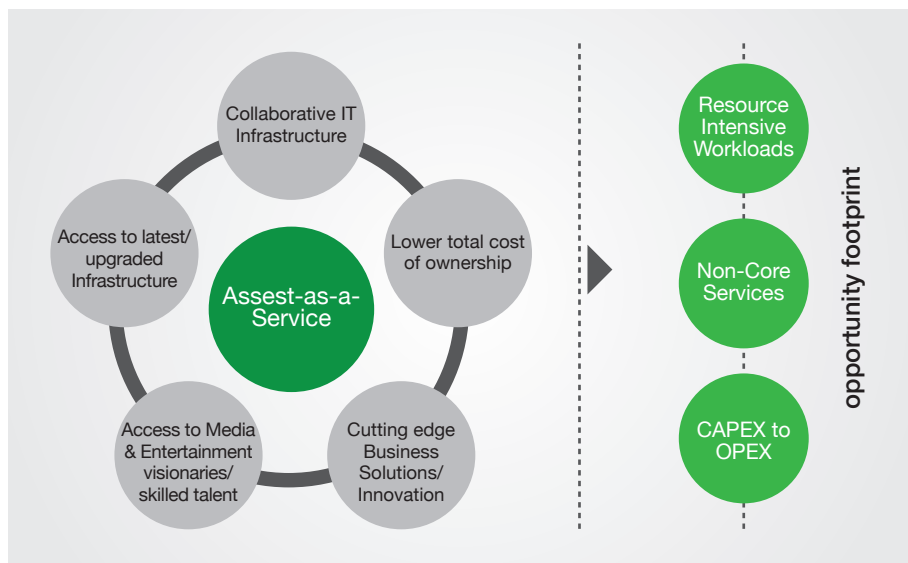 Collaborative IT
Infrastructure
Access to latest/
upgraded
Infrastructure
Lower total cost
of ownership
Assest-as-a-
Service
Access to Media
& Entertainment
visionaries/
skilled talent
Cutting edge
Business
Solutions/
Innovation
Resource
Intensive
Workloads
Non-Core
Services
CAPEX to
OPEX
opportunity footprint